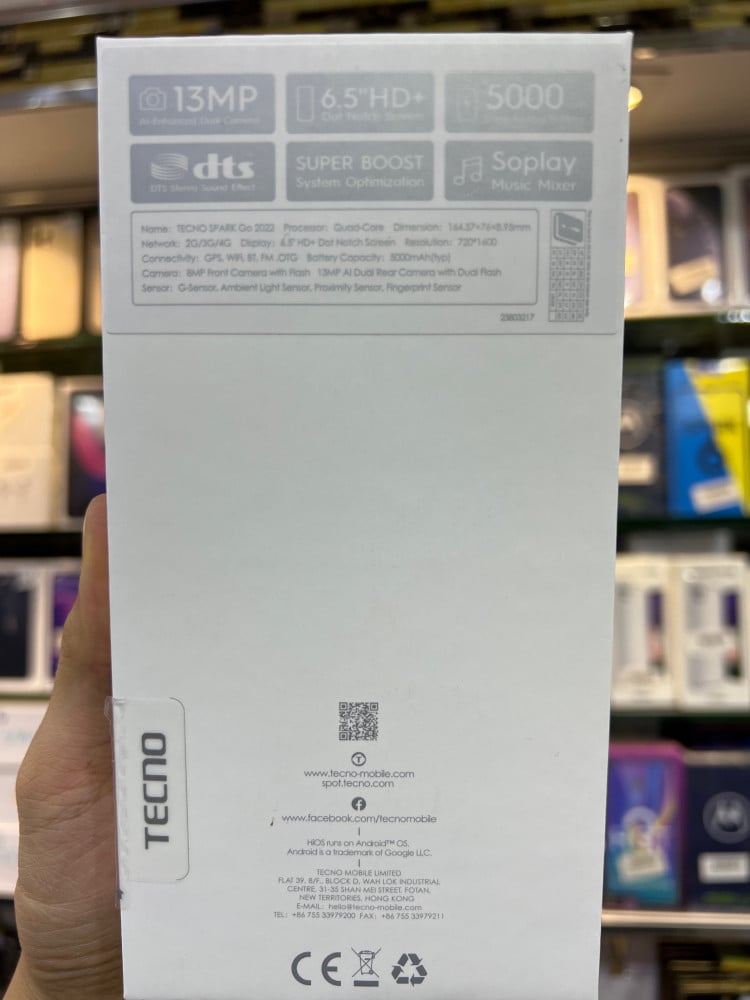 13MP
AI-Enhanced Dual Camera
6.5"HD+
Dot Notch Screen
5000
dts
DTS Stereo Sound Effect
SUPER BOOST
System Optimization
Soplay
Music Mixer
Name: TECNO SPARK Go 2022 Processor: Quad-Core Dimension: 164.57*76*8.95mm
Network: 2G/3G/4G Display: 6.5" HD+ Dot Notch Screen Resolution: 720*1600
Connectivity: GPS, WIFI, BT, FM ,OTG Battery Capacity: 5000mAh(typ)
Camera: 8MP Front Camera with Flash 13MP AI Dual Rear Camera with Dual Flash
Sensor: G-Sensor, Ambient Light Sensor, Proximity Sensor, Fingerprint Sensor
23803217
TECNO
www.tecno-mobile.com
spot.tecno.com
www.facebook.com/tecnomobile
HiOS runs on Android™ OS.
Android is a trademark of Google LLC.
TECNO MOBILE LIMITED
FLAT 39, 8/F., BLOCK D, WAH LOK INDUSTRIAL
CENTRE, 31-35 SHAN MEI STREET, FOTAN,
NEW TERRITORIES, HONG KONG
E-MAIL: hello@tecno-mobile.com
TEL: +86 755 33979200 FAX: +86 755 33979211
CE